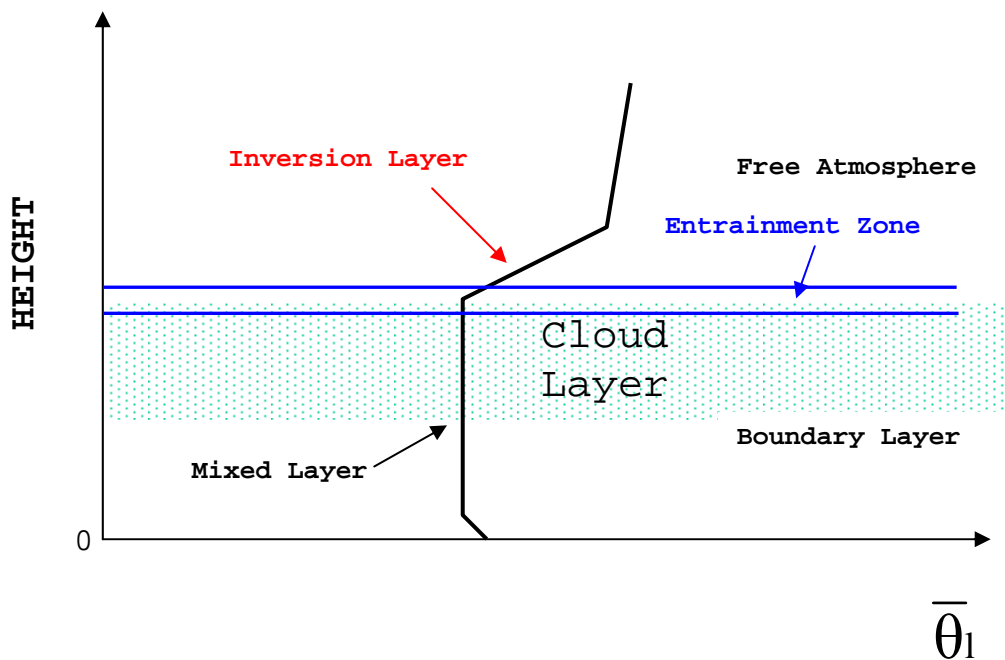 Inversion Layer
Free Atmosphere
Entrainment Zone
HEIGHT
Cloud
Layer
Boundary Layer
Mixed Layer
0
θ̅l